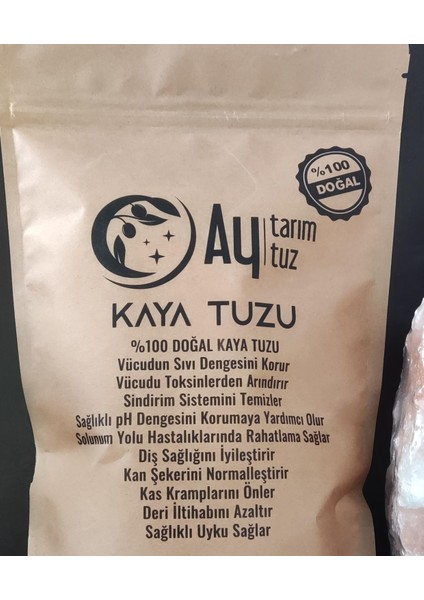 %100
DOĞAL
Ay
tarım
tuz
KAYA TUZU
%100 DOĞAL KAYA TUZU
Vücudun Sıvı Dengesini Korur
Vücudu Toksinlerden Arındırır
Sindirim Sistemini Temizler
Sağlıklı pH Dengesini Korumaya Yardımcı Olur
Solunum Yolu Hastalıklarında Rahatlama Sağlar
Diş Sağlığını İyileştirir
Kan Şekerini Normalleştirir
Kas Kramplarını Önler
Deri İltihabını Azaltır
Sağlıklı Uyku Sağlar